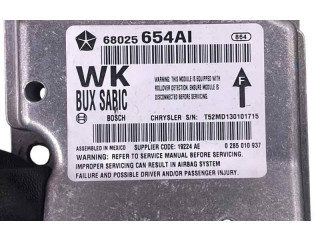 68025 654AI 864
WK
BUX SABIC
WARNING: THIS MODULE IS EQUIPPED WITH
ROLLOVER DETECTION. ENSURE MODULE IS
DISCONNECTED BEFORE SERVICING.
F
BOSCH CHRYSLER S/N: T52MD130101715
ASSEMBLED IN MEXICO SUPPLIER CODE: 19224 AE 0 285 010 937
WARNING: REFER TO SERVICE MANUAL BEFORE SERVICING.
IMPROPER SERVICING CAN RESULT IN AIRBAG SYSTEM
FAILURE AND POSSIBLE DRIVER AND/OR PASSENGER INJURY.